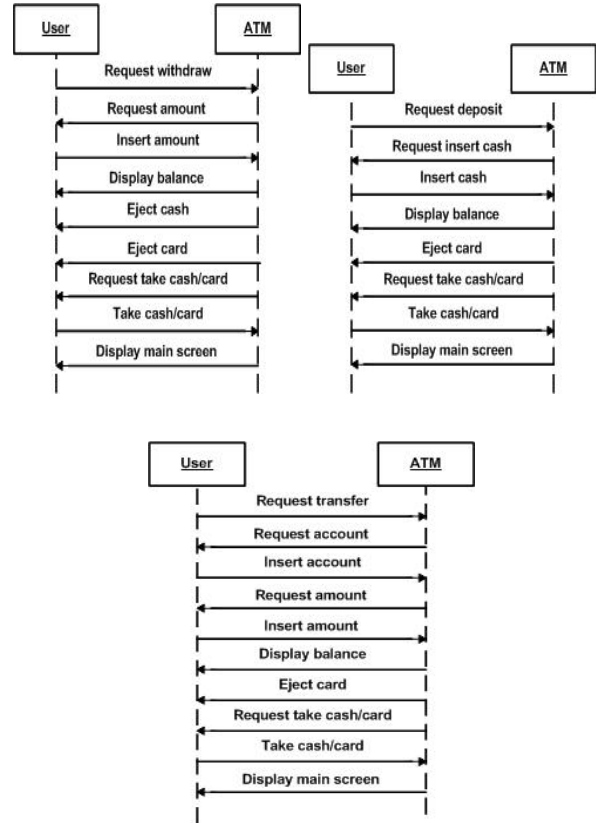 User
ATM
Request withdraw
Request amount
Insert amount
Display balance
Eject cash
Eject card
Request take cash/card
Take cash/card
Display main screen
User
ATM
Request deposit
Request insert cash
Insert cash
Display balance
Eject card
Request take cash/card
Take cash/card
Display main screen
User
ATM
Request transfer
Request account
Insert account
Request amount
Insert amount
Display balance
Eject card
Request take cash/card
Take cash/card
Display main screen